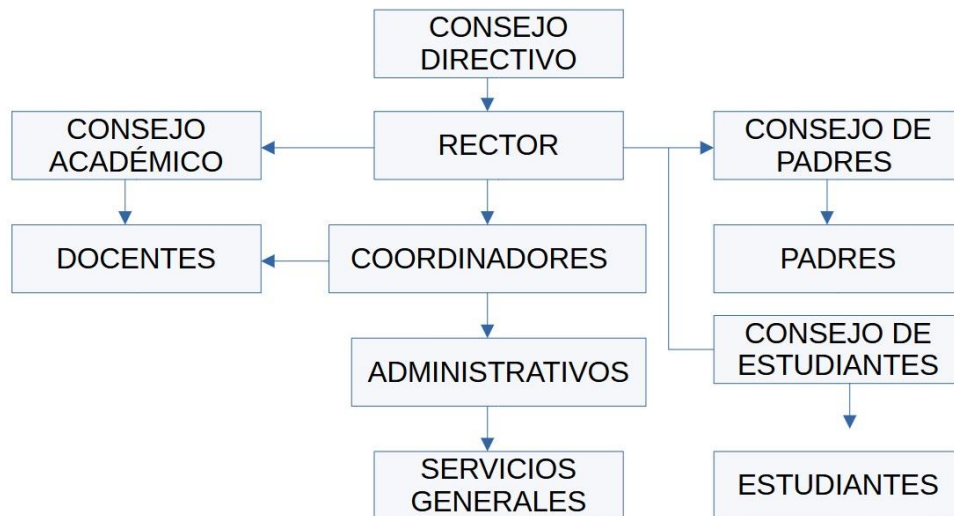 CONSEJO
DIRECTIVO
CONSEJO
ACADÉMICO
RECTOR
CONSEJO DE
PADRES
DOCENTES
COORDINADORES
PADRES
CONSEJO DE
ESTUDIANTES
ADMINISTRATIVOS
SERVICIOS
GENERALES
ESTUDIANTES